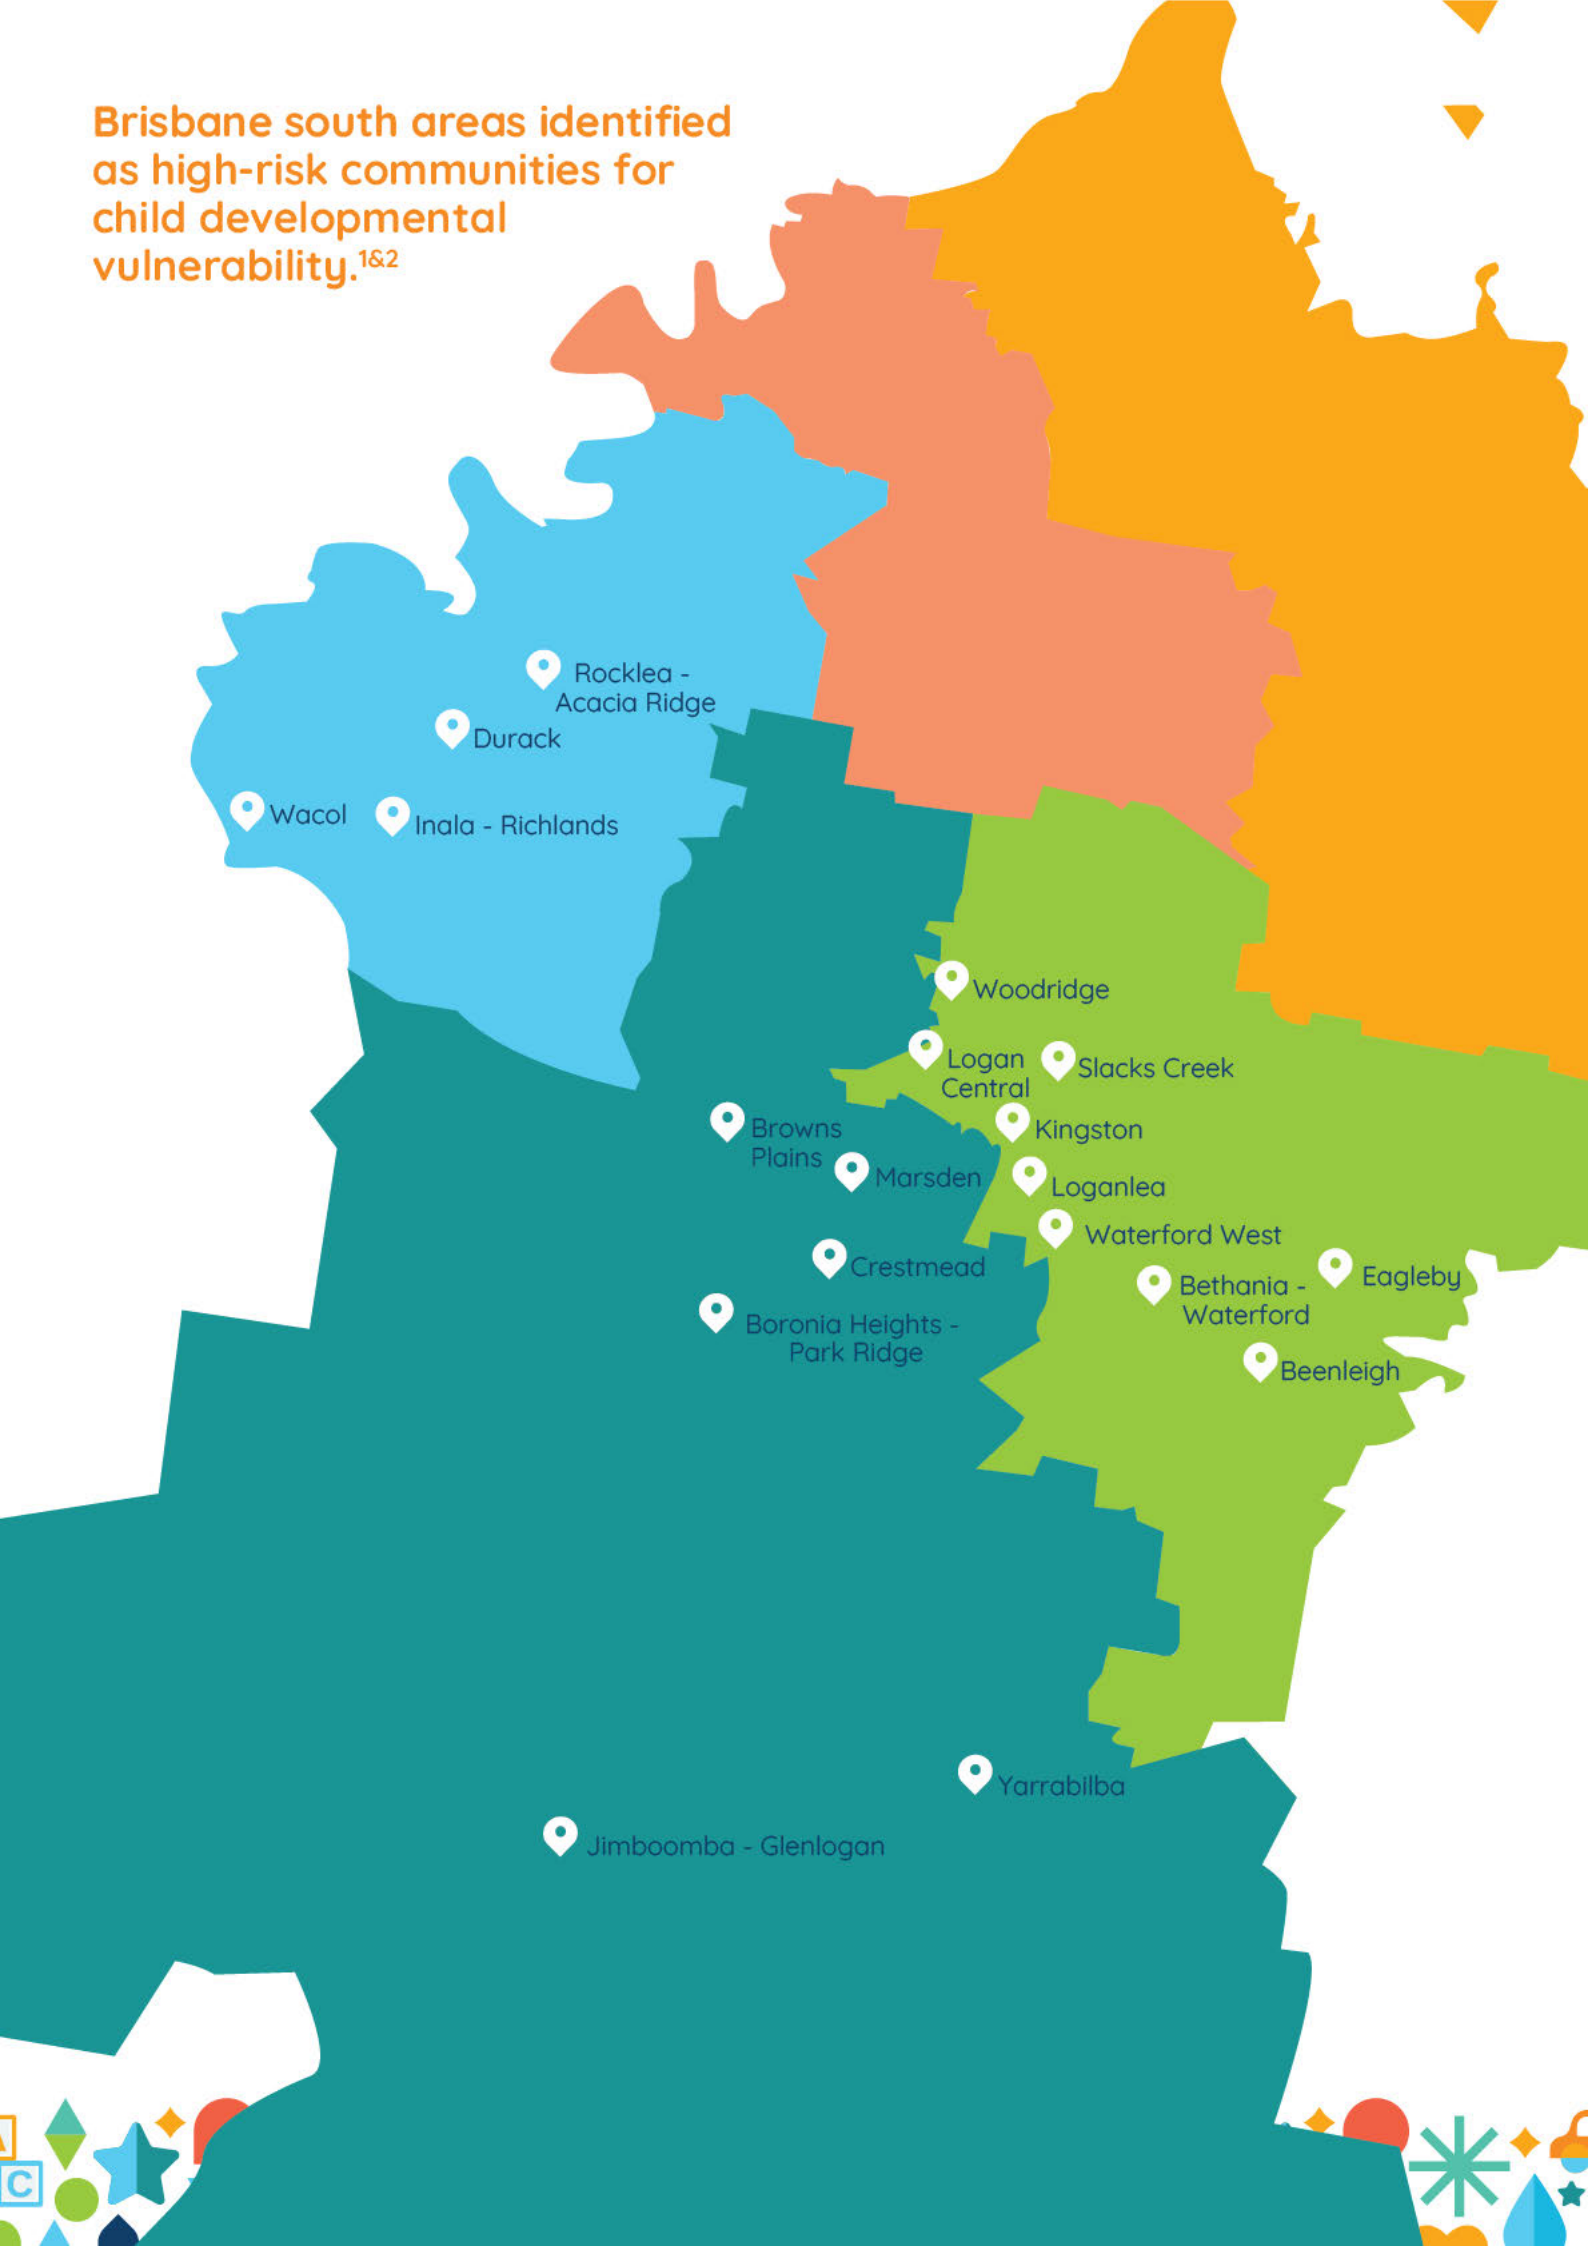 Brisbane south areas identified
as high-risk communities for
child developmental
vulnerability.1&2
Rocklea -
Acacia Ridge
Durack
Wacol
Inala - Richlands
Woodridge
Logan
Central
Slacks Creek
Browns
Plains
Kingston
Marsden
Loganlea
Waterford West
Crestmead
Bethania -
Waterford
Eagleby
Boronia Heights -
Park Ridge
Beenleigh
Yarrabilba
Jimboomba - Glenlogan
A
C